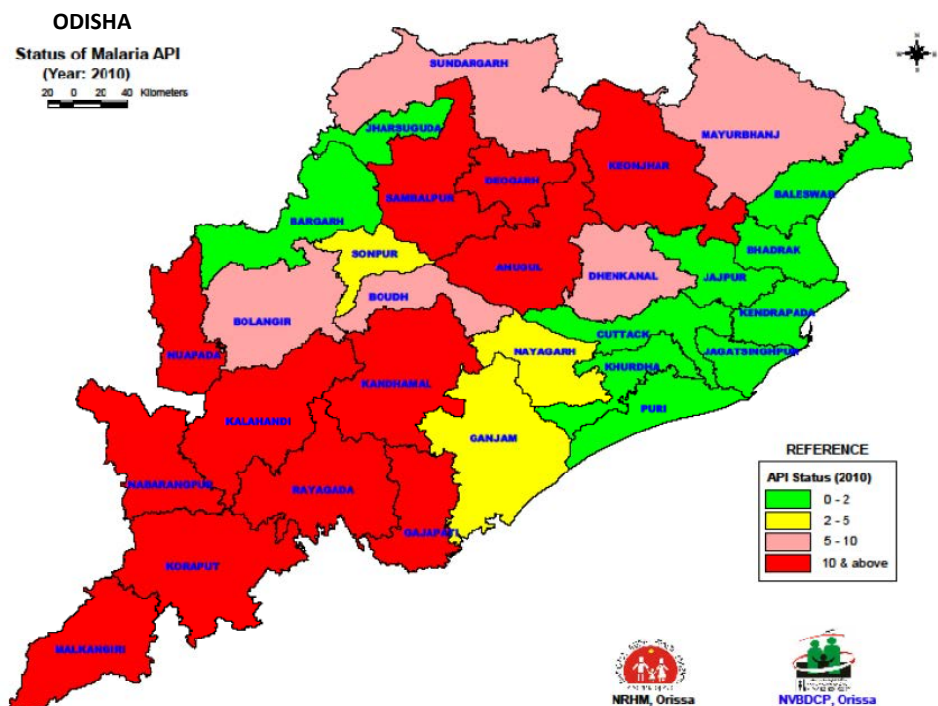 ODISHA
Status of Malaria API
(Year: 2010)
20 0 20 40 Kilometers
SUNDARGARH
JHARSUGUDA
MAYURBHANJ
KEONJHAR
DEOGARH
SAMBALPUR
BALESWAR
BARGARH
SONPUR
BHADRAK
ANUGUL
DHENKANAL
JAJPUR
BOUDH
BOLANGIR
KENDRAPADA
CUTTACK
NAYAGARH
JAGATSINGHPUR
NUAPADA
KHURDHA
KANDHAMAL
PURI
KALAHANDI
GANJAM
NABARANGPUR
RAYAGADA
GAJAPATI
KORAPUT
MALKANGIRI
REFERENCE
API Status (2010)
0 - 2
2 - 5
5 - 10
10 & above
NRHM, Orissa
NVBDCP, Orissa